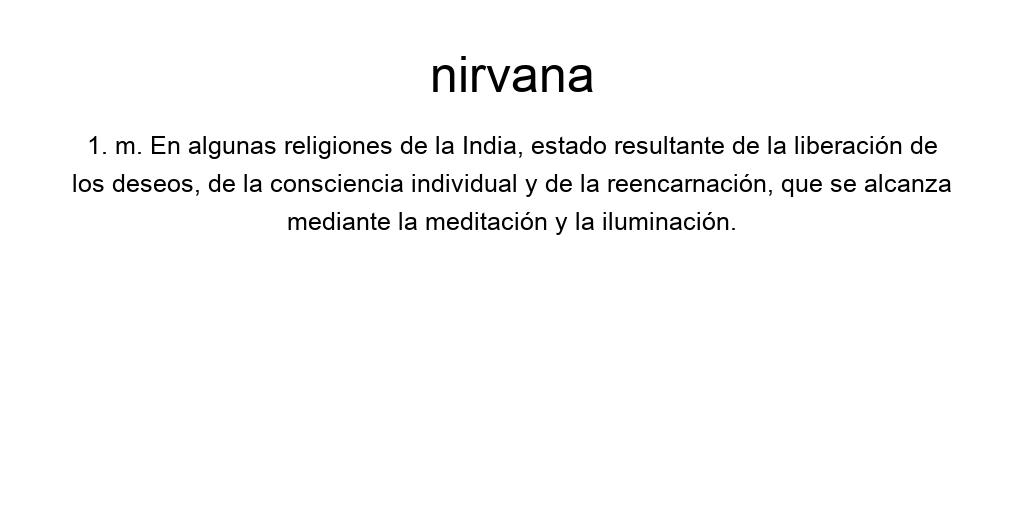 nirvana
1. m. En algunas religiones de la India, estado resultante de la liberación de
los deseos, de la consciencia individual y de la reencarnación, que se alcanza
mediante la meditación y la iluminación.